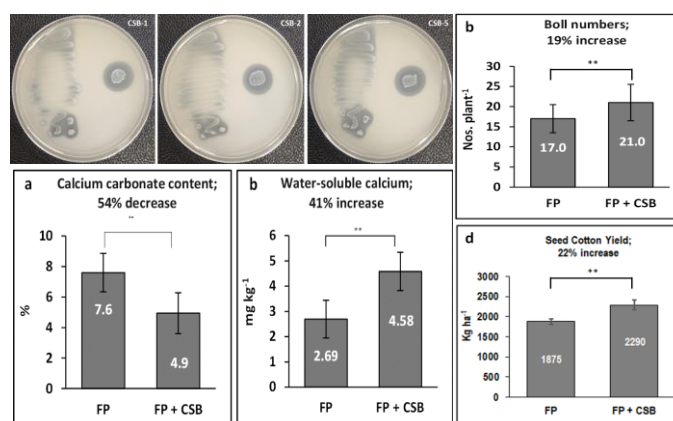 CSB-1
CSB-2
CSB-5
b
Boll numbers;
19% increase
Nos. plant⁻¹
30
25
20
15
10
5
0
**
17.0
21.0
FP
FP + CSB
a
Calcium carbonate content;
54% decrease
%
10
8
6
4
2
0
**
7.6
4.9
FP
FP + CSB
b
Water-soluble calcium;
41% increase
mg kg⁻¹
6
5
4
3
2
1
0
**
2.69
4.58
FP
FP + CSB
d
Seed Cotton Yield;
22% increase
Kg ha⁻¹
3000
2500
2000
1500
1000
500
0
**
1875
2290
FP
FP + CSB